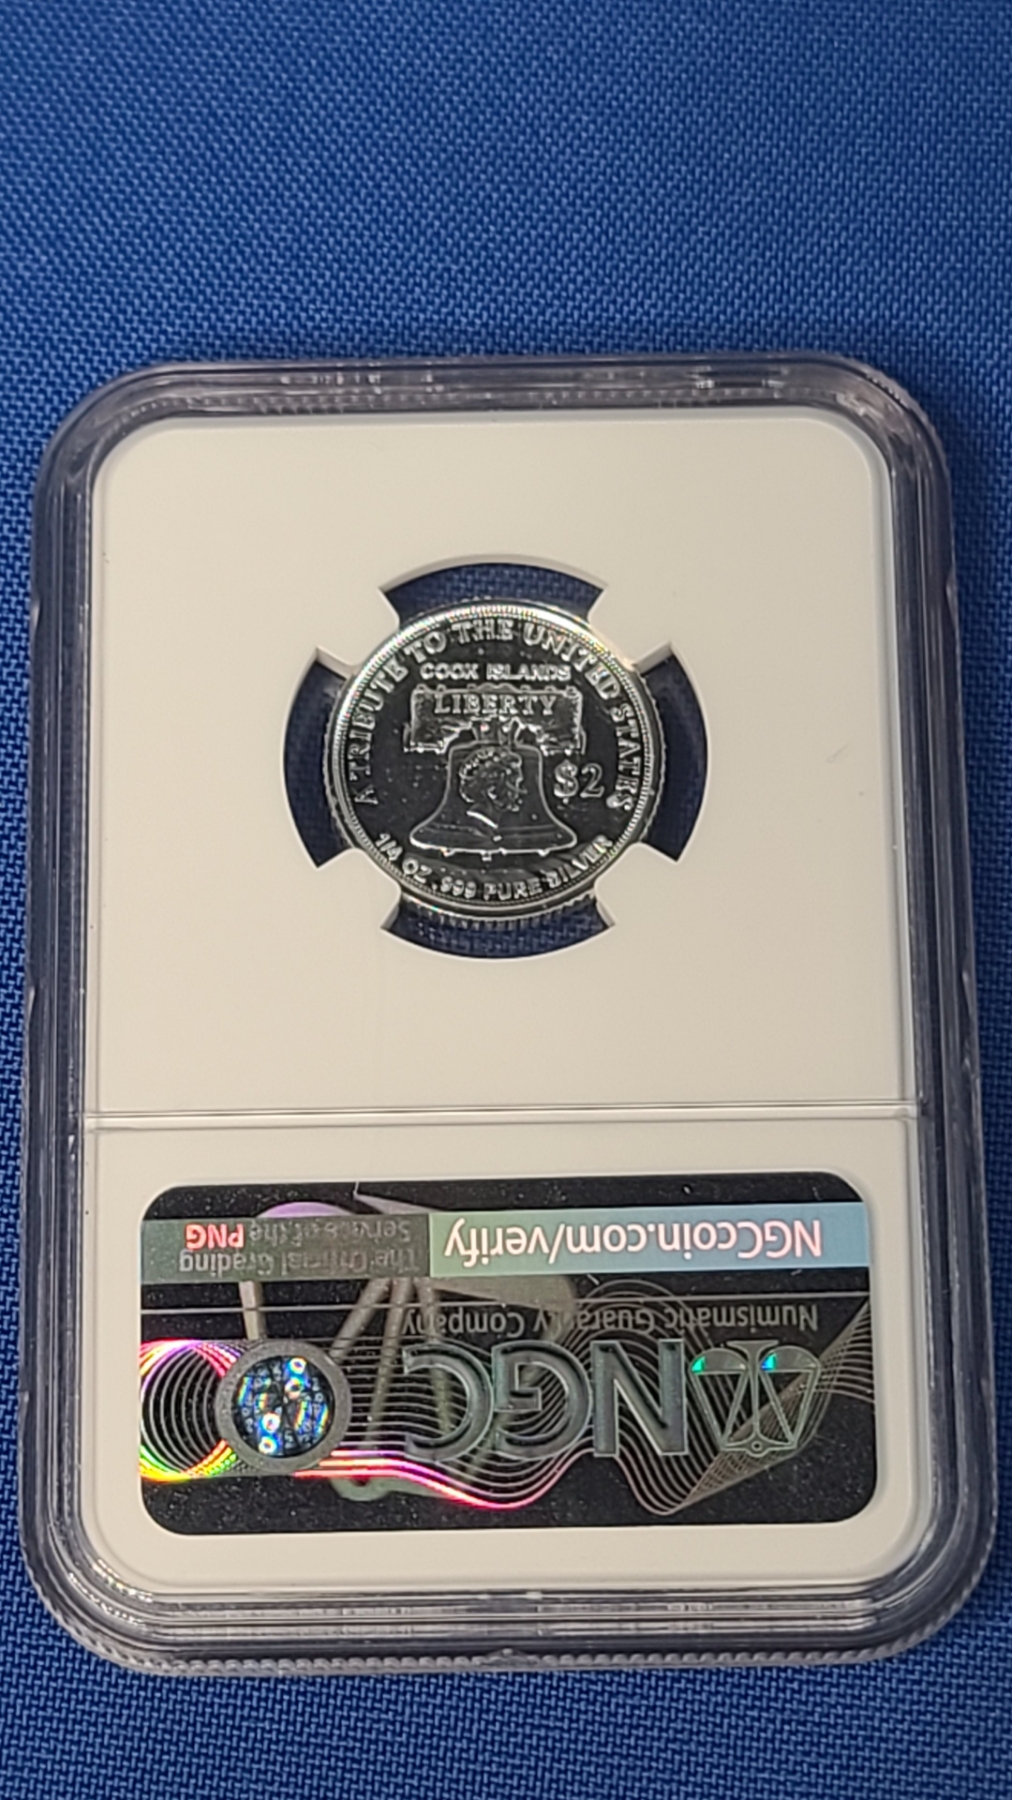 A TRIBUTE TO THE UNITED STATES
COOK ISLANDS
LIBERTY
$2
1/4 OZ .999 PURE SILVER
NGC
Numismatic Guaranty Company
NGCcoin.com/verify
The Official Grading
Service of the PNG